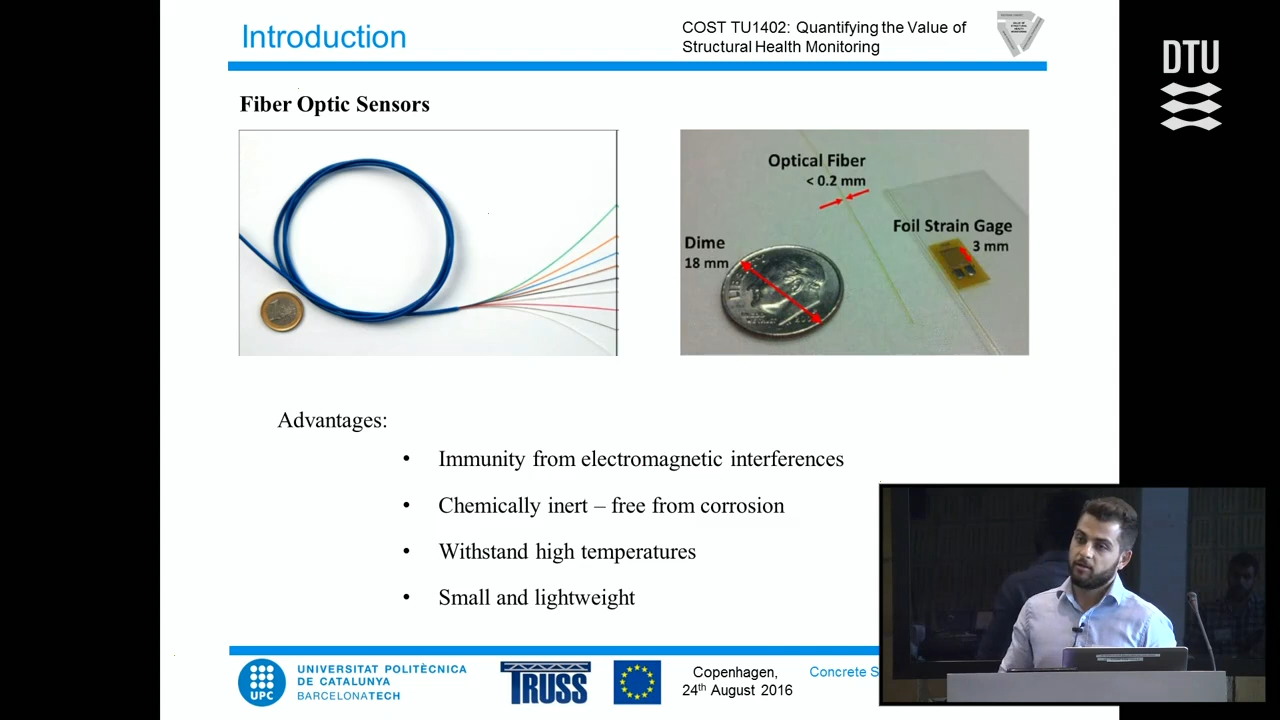 Introduction
COST TU1402: Quantifying the Value of
Structural Health Monitoring
DTU
Fiber Optic Sensors
Optical Fiber
< 0.2 mm
Foil Strain Gage
3 mm
Dime
18 mm
Advantages:
• Immunity from electromagnetic interferences
• Chemically inert – free from corrosion
• Withstand high temperatures
• Small and lightweight
UPC
UNIVERSITAT POLITÈCNICA
DE CATALUNYA
BARCELONATECH
TRUSS
Copenhagen,
24th August 2016
Concrete S